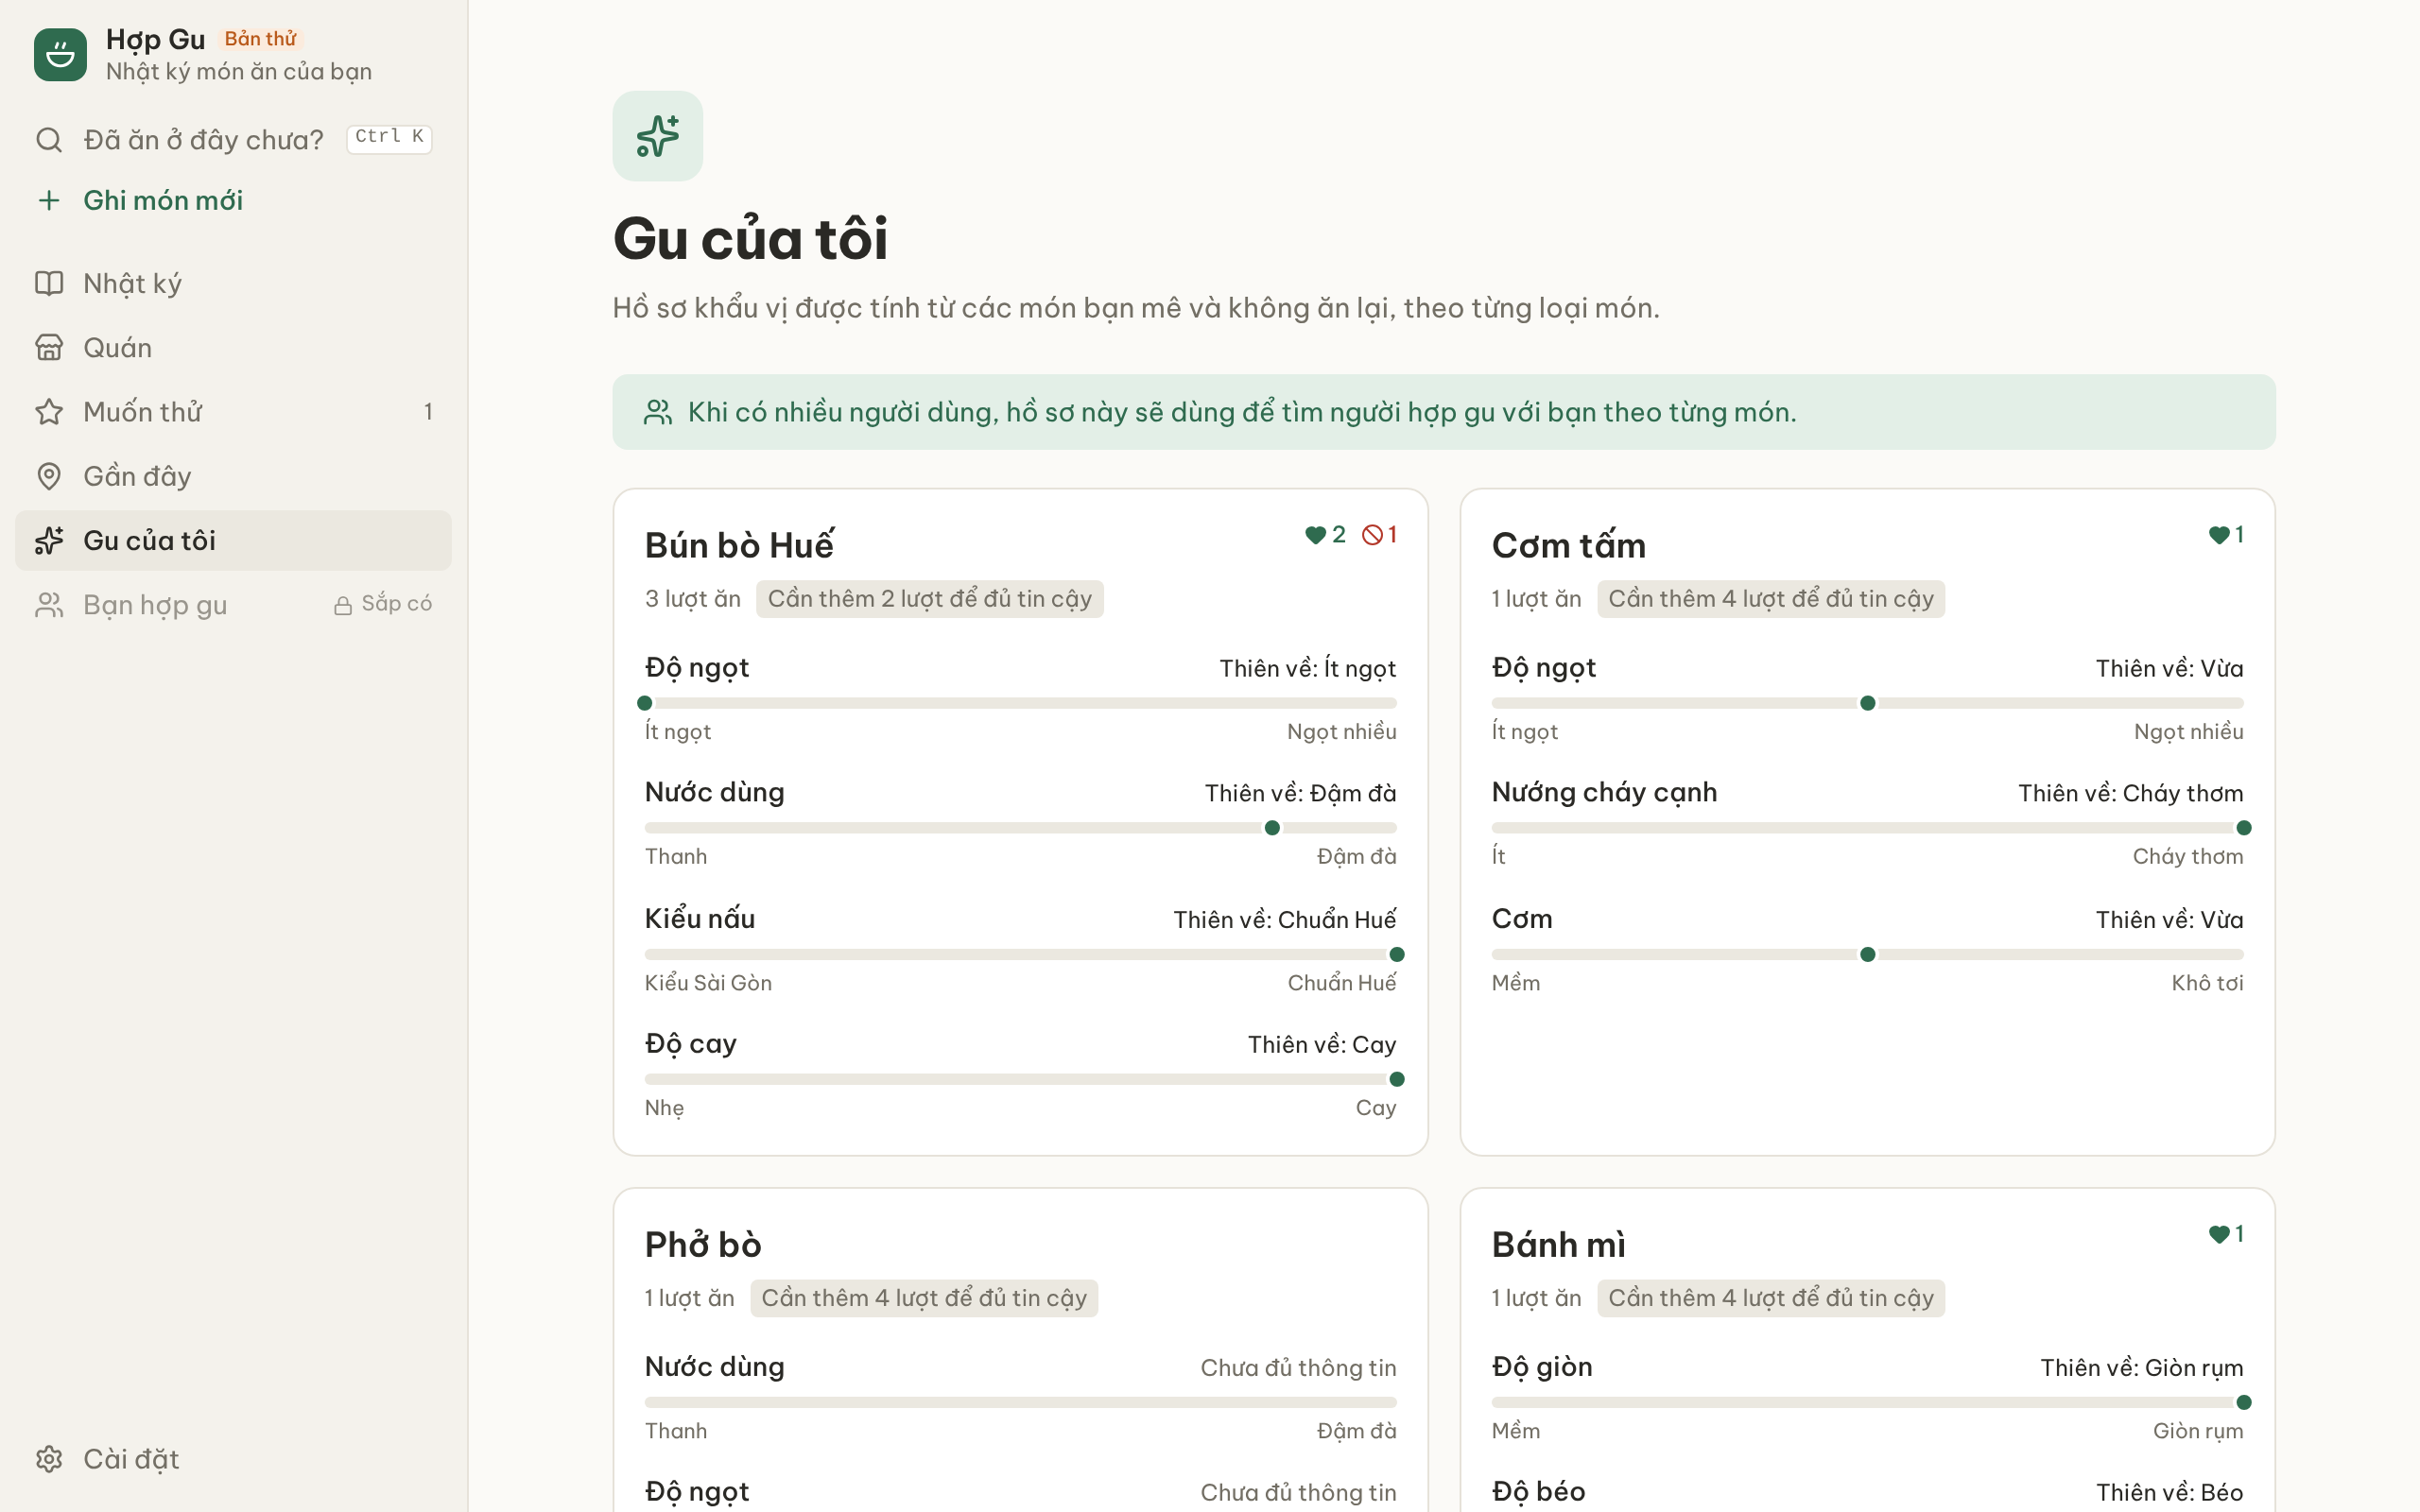 Hợp Gu Bản thử
Nhật ký món ăn của bạn
Đã ăn ở đây chưa? Ctrl K
Ghi món mới
Nhật ký
Quán
Muốn thử 1
Gần đây
Gu của tôi
Bạn hợp gu Sắp có
Cài đặt
Gu của tôi
Hồ sơ khẩu vị được tính từ các món bạn mê và không ăn lại, theo từng loại món.
Khi có nhiều người dùng, hồ sơ này sẽ dùng để tìm người hợp gu với bạn theo từng món.
Bún bò Huế 2 1
3 lượt ăn Cần thêm 2 lượt để đủ tin cậy
Độ ngọt Thiên về: Ít ngọt
Ít ngọt Ngọt nhiều
Nước dùng Thiên về: Đậm đà
Thanh Đậm đà
Kiểu nấu Thiên về: Chuẩn Huế
Kiểu Sài Gòn Chuẩn Huế
Độ cay Thiên về: Cay
Nhẹ Cay
Cơm tấm 1
1 lượt ăn Cần thêm 4 lượt để đủ tin cậy
Độ ngọt Thiên về: Vừa
Ít ngọt Ngọt nhiều
Nướng cháy cạnh Thiên về: Cháy thơm
Ít Cháy thơm
Cơm Thiên về: Vừa
Mềm Khô tơi
Phở bò
1 lượt ăn Cần thêm 4 lượt để đủ tin cậy
Nước dùng Chưa đủ thông tin
Thanh Đậm đà
Độ ngọt Chưa đủ thông tin
Bánh mì 1
1 lượt ăn Cần thêm 4 lượt để đủ tin cậy
Độ giòn Thiên về: Giòn rụm
Mềm Giòn rụm
Độ béo Thiên về: Béo